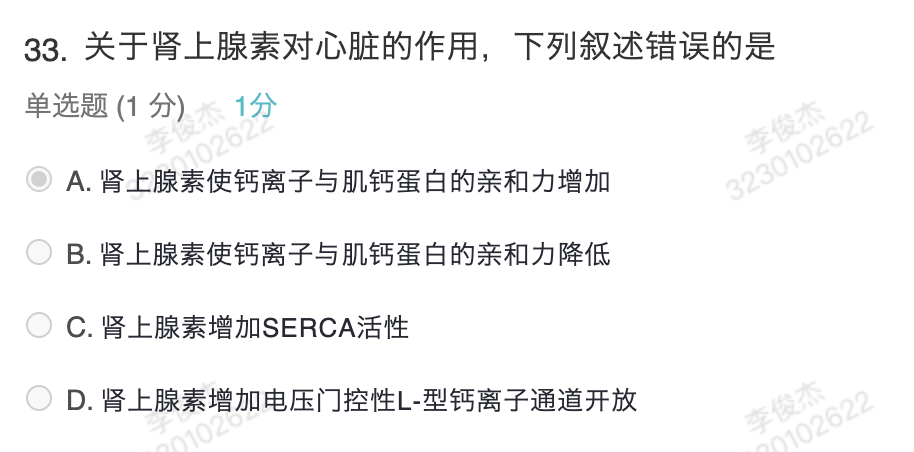 33. 关于肾上腺素对心脏的作用，下列叙述错误的是
单选题 (1 分) 1分
李俊杰
3230102622
李俊杰
3230102622
A. 肾上腺素使钙离子与肌钙蛋白的亲和力增加
B. 肾上腺素使钙离子与肌钙蛋白的亲和力降低
C. 肾上腺素增加SERCA活性
D. 肾上腺素增加电压门控性L-型钙离子通道开放
李俊杰
3230102622
李俊杰
3230102622